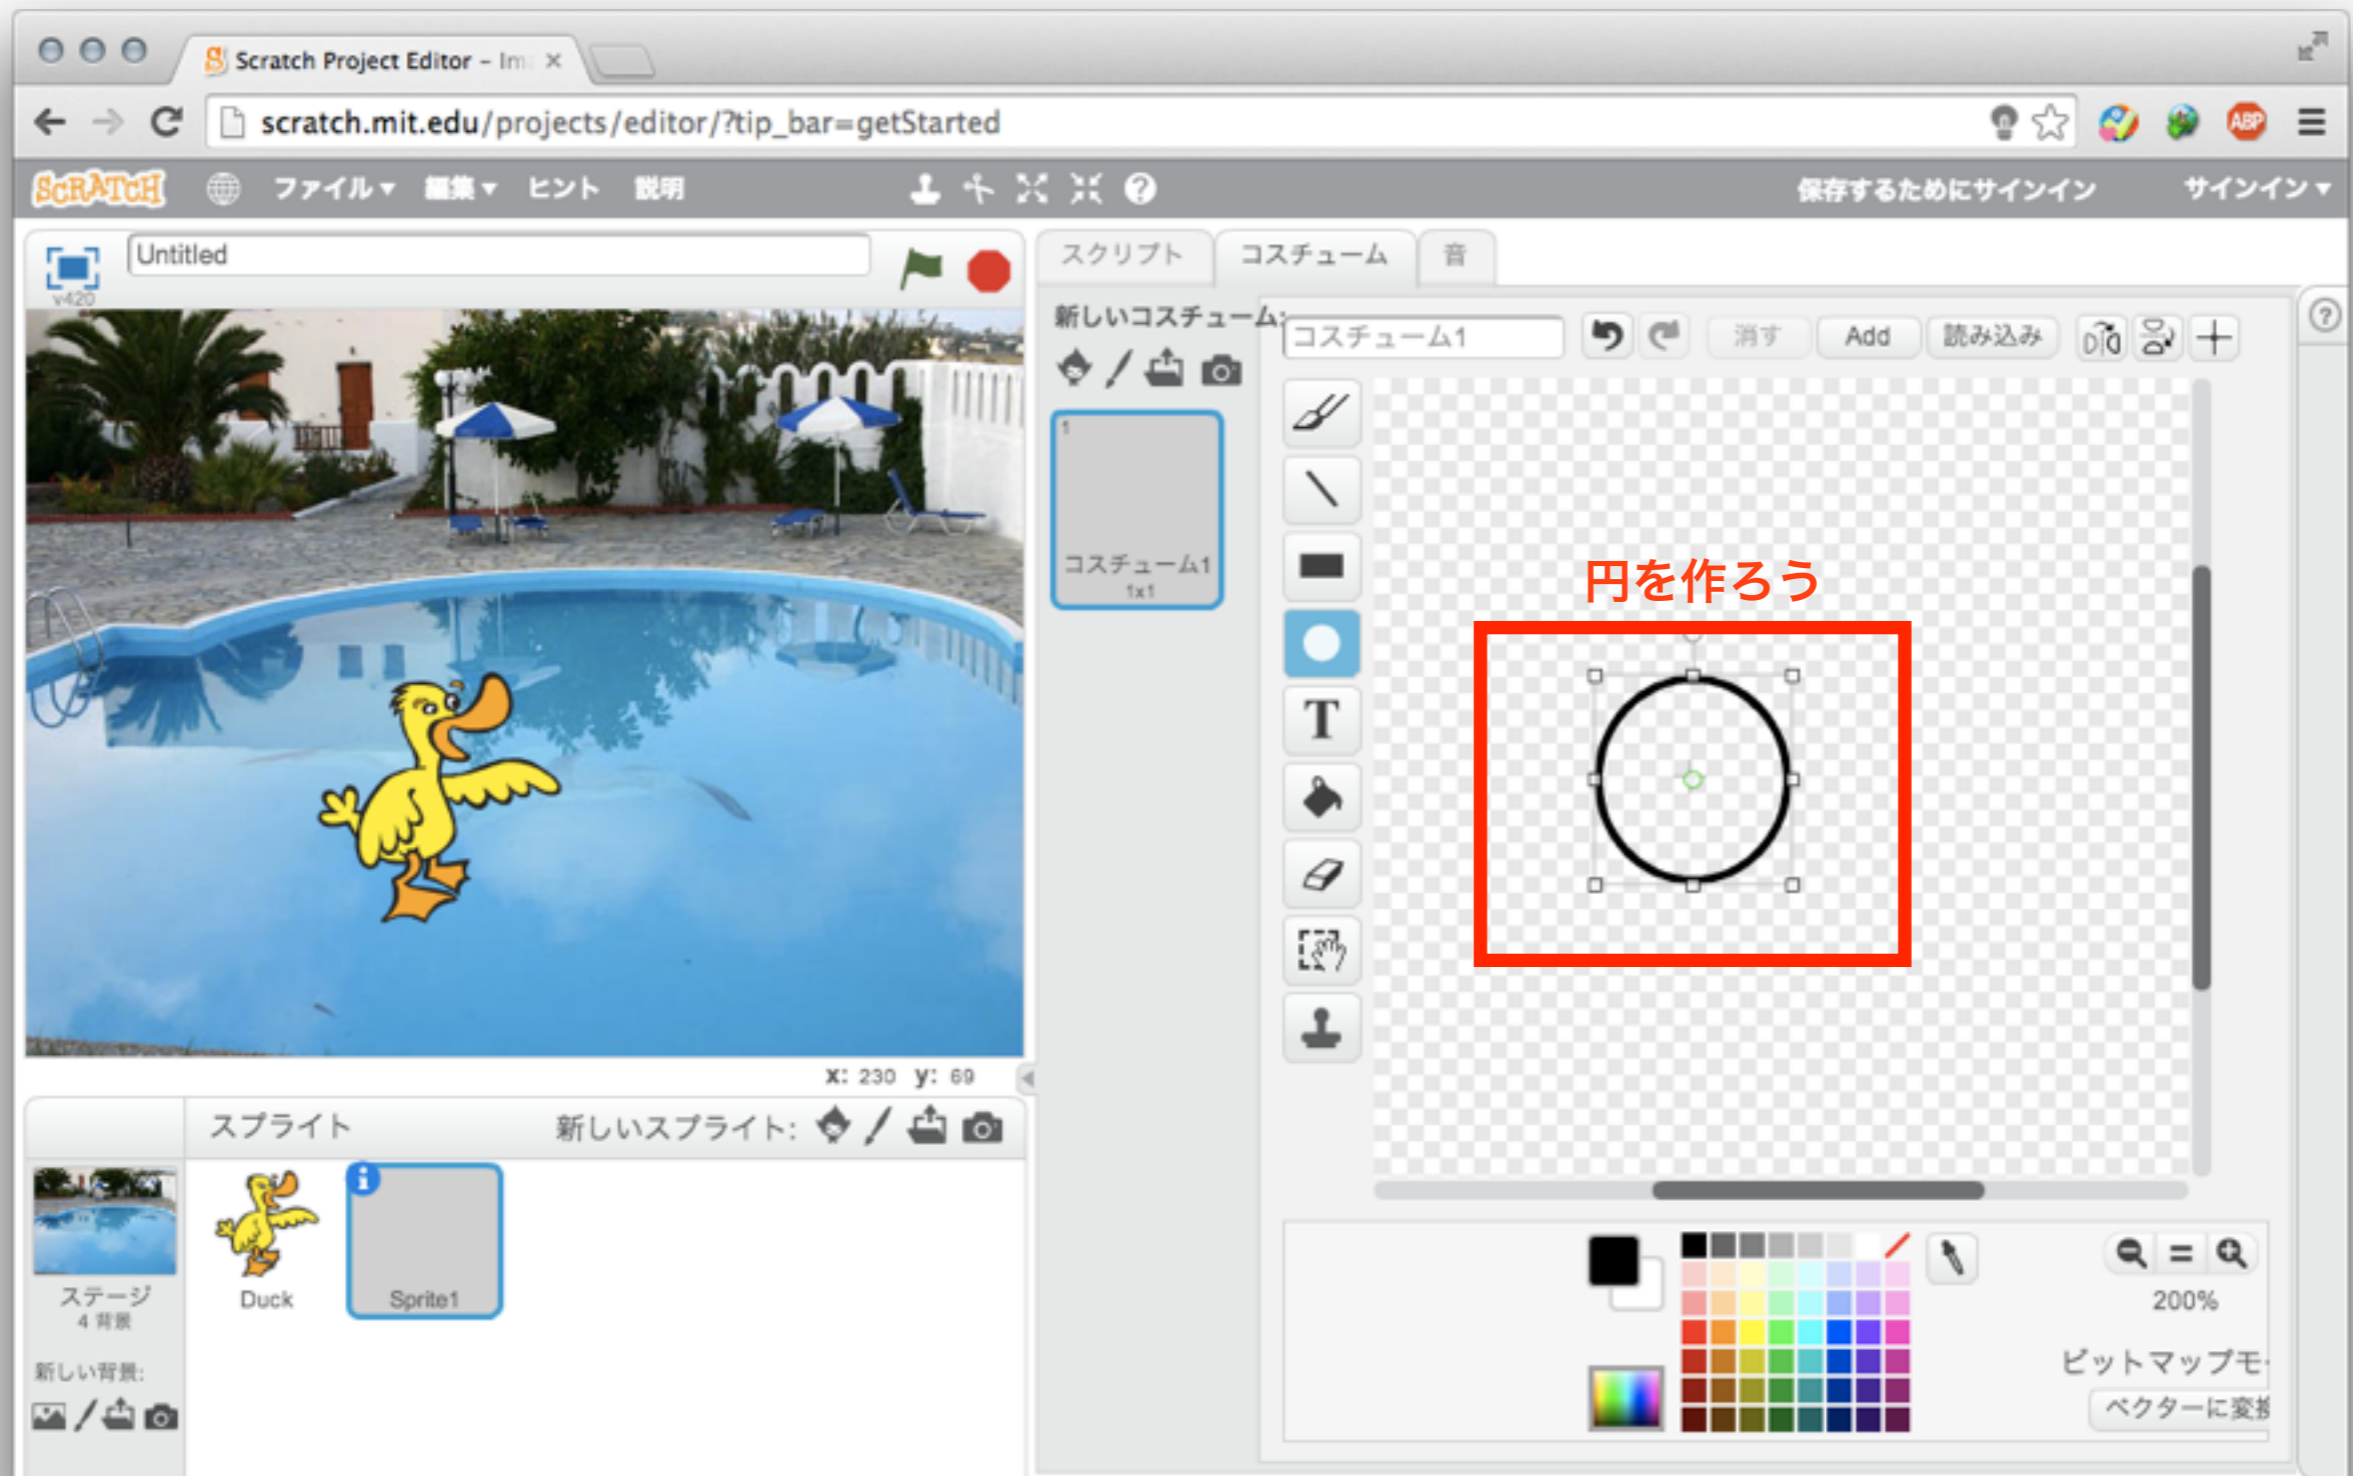 Scratch Project Editor – Im
scratch.mit.edu/projects/editor/?tip_bar=getStarted
ABP
SCRATCH
ファイル
編集
ヒント
説明
保存するためにサインイン
サインイン
Untitled
v420
スクリプト
コスチューム
音
新しいコスチューム:
コスチューム1
消す
Add
読み込み
1
コスチューム1
1x1
T
円を作ろう
x: 230 y: 69
スプライト
新しいスプライト:
ステージ
4 背景
新しい背景:
Duck
Sprite1
200%
ビットマップモー
ベクターに変換